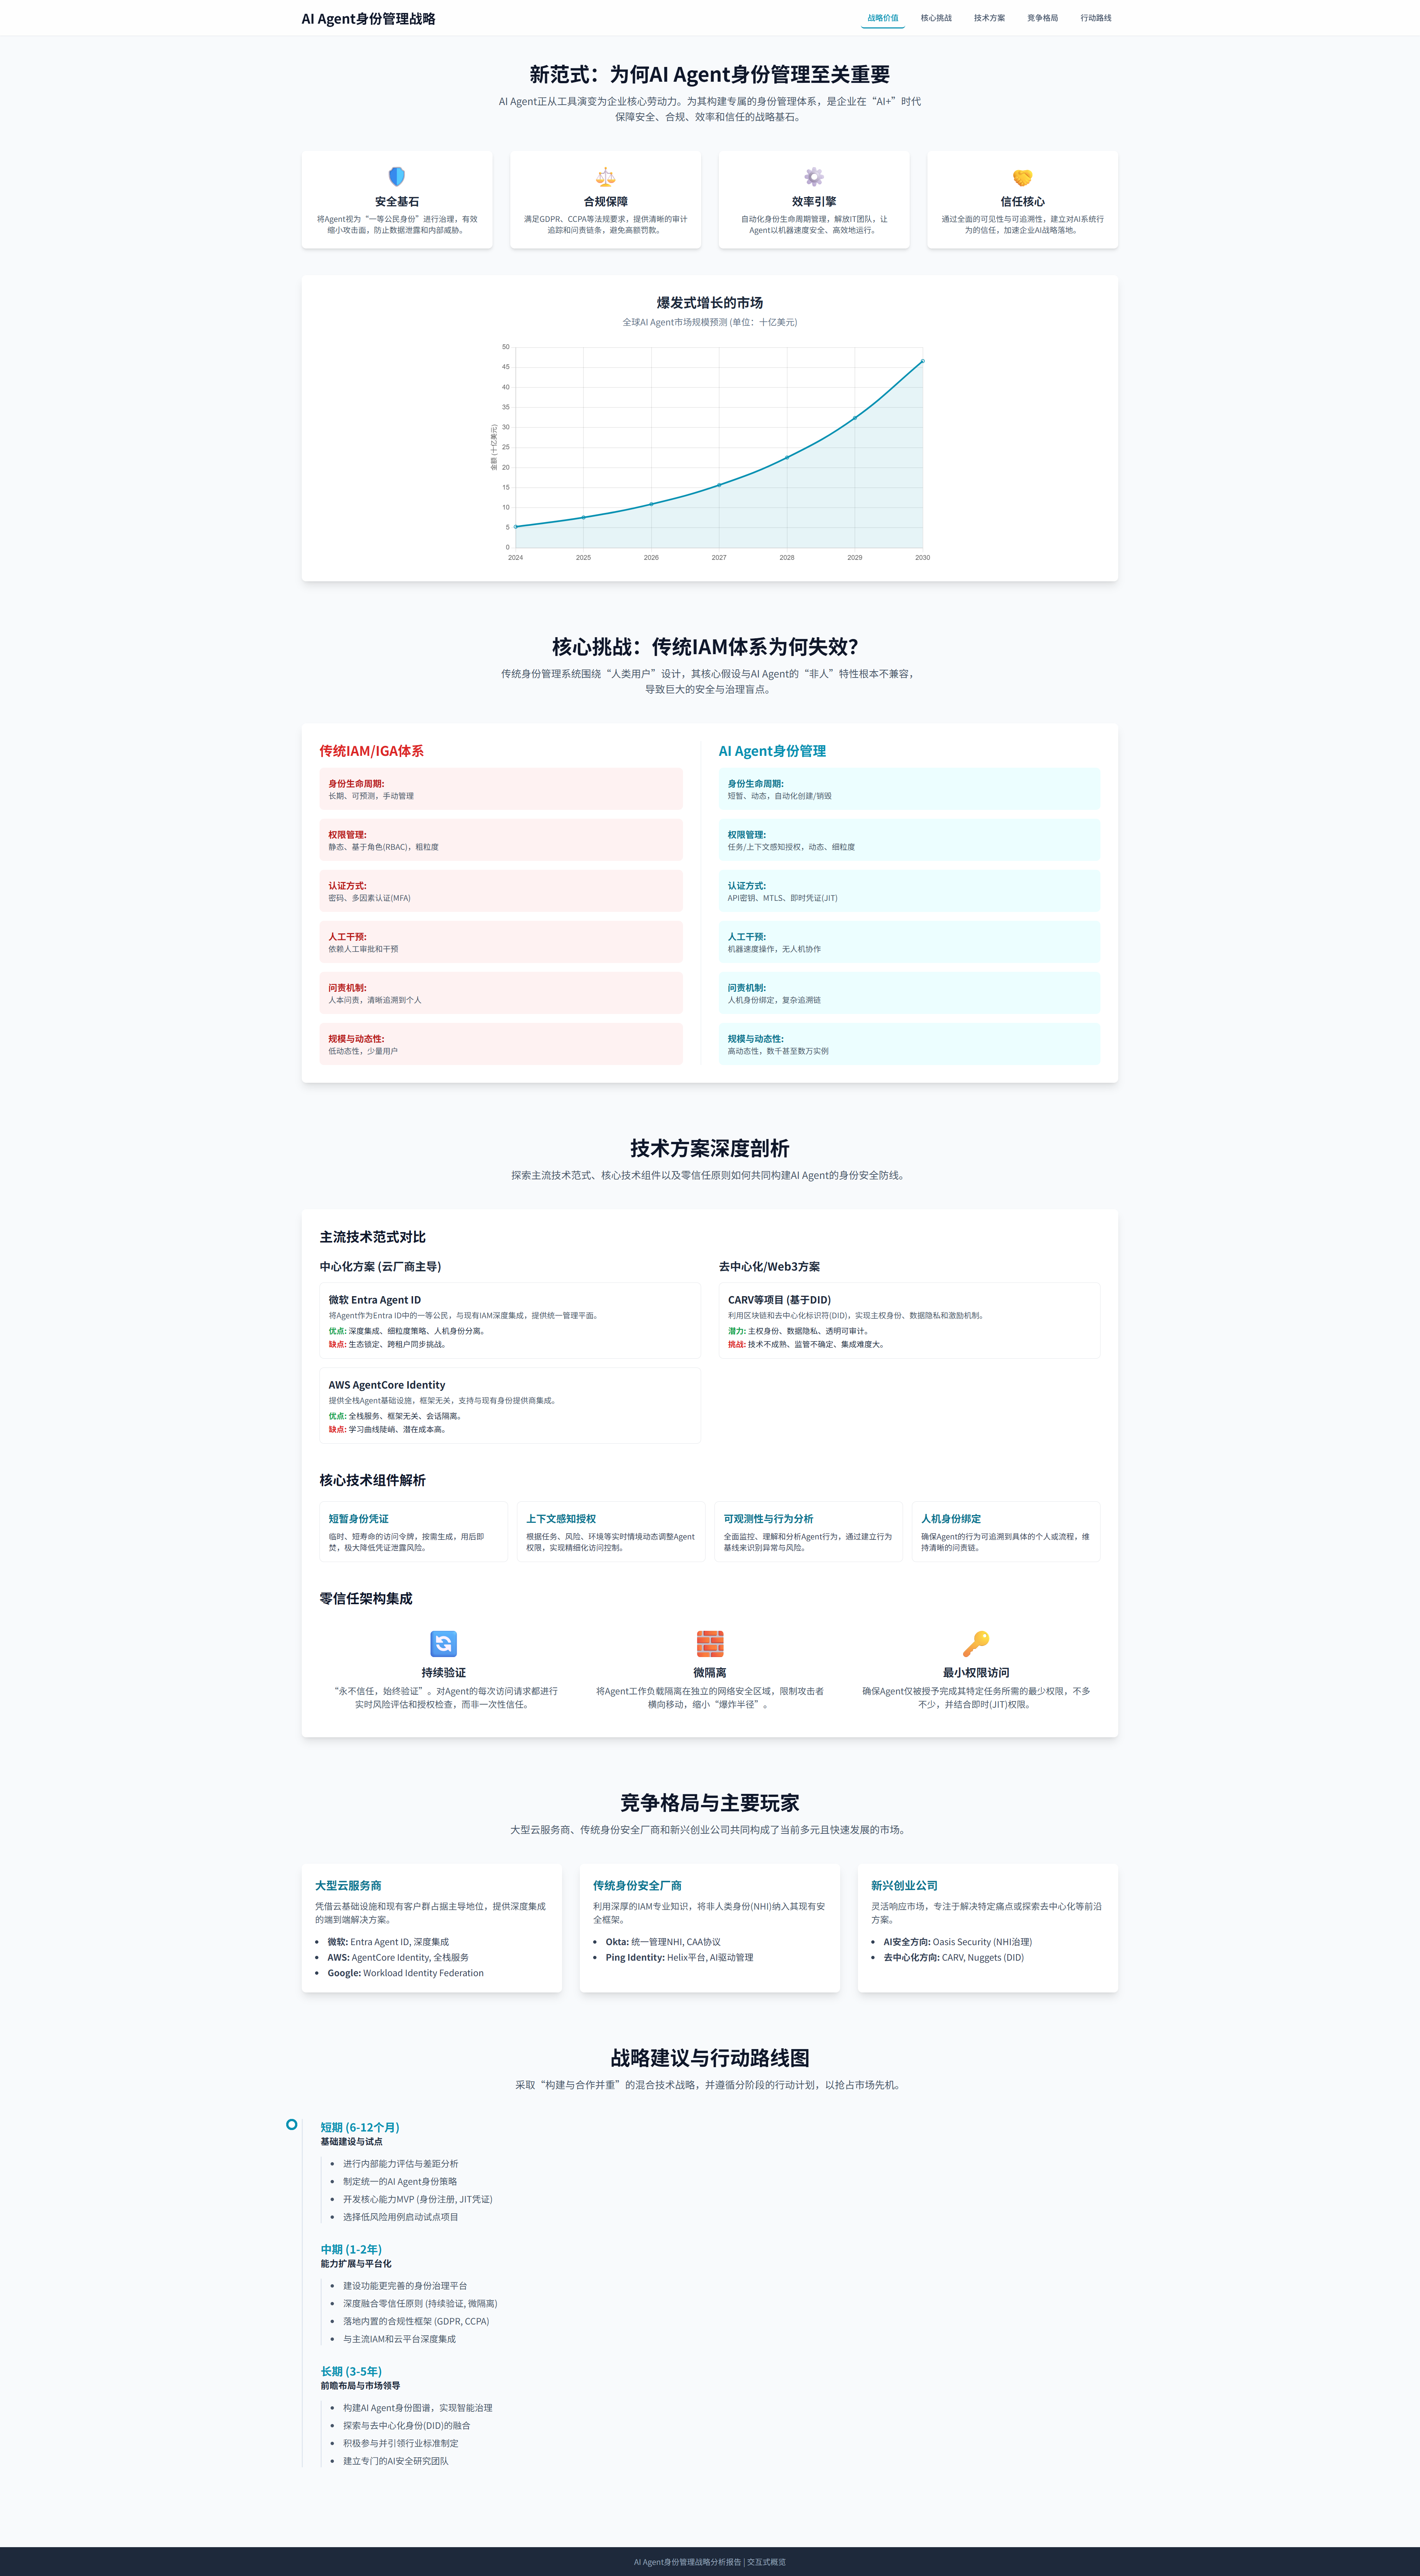 AI Agent身份管理战略
战略价值
核心挑战
技术方案
竞争格局
行动路线
新范式：为何AI Agent身份管理至关重要
AI Agent正从工具演变为企业核心劳动力。为其构建专属的身份管理体系，是企业在“AI+”时代
保障安全、合规、效率和信任的战略基石。
安全基石
将Agent视为“一等公民身份”进行治理，有效
缩小攻击面，防止数据泄露和内部威胁。
合规保障
满足GDPR、CCPA等法规要求，提供清晰的审计
追踪和问责链条，避免高额罚款。
效率引擎
自动化身份生命周期管理，解放IT团队，让
Agent以机器速度安全、高效地运行。
信任核心
通过全面的可见性与可追溯性，建立对AI系统行
为的信任，加速企业AI战略落地。
爆发式增长的市场
全球AI Agent市场规模预测 (单位：十亿美元)
金额 (十亿美元)
50
45
40
35
30
25
20
15
10
5
0
2024
2025
2026
2027
2028
2029
2030
核心挑战：传统IAM体系为何失效？
传统身份管理系统围绕“人类用户”设计，其核心假设与AI Agent的“非人”特性根本不兼容，
导致巨大的安全与治理盲点。
传统IAM/IGA体系
身份生命周期:
长期、可预测，手动管理
权限管理:
静态、基于角色(RBAC)，粗粒度
认证方式:
密码、多因素认证(MFA)
人工干预:
依赖人工审批和干预
问责机制:
人本问责，清晰追溯到个人
规模与动态性:
低动态性，少量用户
AI Agent身份管理
身份生命周期:
短暂、动态，自动化创建/销毁
权限管理:
任务/上下文感知授权，动态、细粒度
认证方式:
API密钥、MTLS、即时凭证(JIT)
人工干预:
机器速度操作，无人机协作
问责机制:
人机身份绑定，复杂追溯链
规模与动态性:
高动态性，数千甚至数万实例
技术方案深度剖析
探索主流技术范式、核心技术组件以及零信任原则如何共同构建AI Agent的身份安全防线。
主流技术范式对比
中心化方案 (云厂商主导)
微软 Entra Agent ID
将Agent作为Entra ID中的一等公民，与现有IAM深度集成，提供统一管理平面。
优点: 深度集成、细粒度策略、人机身份分离。
缺点: 生态锁定、跨租户同步挑战。
AWS AgentCore Identity
提供全栈Agent基础设施，框架无关，支持与现有身份提供商集成。
优点: 全栈服务、框架无关、会话隔离。
缺点: 学习曲线陡峭、潜在成本高。
去中心化/Web3方案
CARV等项目 (基于DID)
利用区块链和去中心化标识符(DID)，实现主权身份、数据隐私和激励机制。
潜力: 主权身份、数据隐私、透明可审计。
挑战: 技术不成熟、监管不确定、集成难度大。
核心技术组件解析
短暂身份凭证
临时、短寿命的访问令牌，按需生成，用后即
焚，极大降低凭证泄露风险。
上下文感知授权
根据任务、风险、环境等实时情境动态调整Agent
权限，实现精细化访问控制。
可观测性与行为分析
全面监控、理解和分析Agent行为，通过建立行为
基线来识别异常与风险。
人机身份绑定
确保Agent的行为可追溯到具体的个人或流程，维
持清晰的问责链。
零信任架构集成
持续验证
“永不信任，始终验证”。对Agent的每次访问请求都进行
实时风险评估和授权检查，而非一次性信任。
微隔离
将Agent工作负载隔离在独立的网络安全区域，限制攻击者
横向移动，缩小“爆炸半径”。
最小权限访问
确保Agent仅被授予完成其特定任务所需的最少权限，不多
不少，并结合即时(JIT)权限。
竞争格局与主要玩家
大型云服务商、传统身份安全厂商和新兴创业公司共同构成了当前多元且快速发展的市场。
大型云服务商
凭借云基础设施和现有客户群占据主导地位，提供深度集成
的端到端解决方案。
• 微软: Entra Agent ID, 深度集成
• AWS: AgentCore Identity, 全栈服务
• Google: Workload Identity Federation
传统身份安全厂商
利用深厚的IAM专业知识，将非人类身份(NHI)纳入其现有安
全框架。
• Okta: 统一管理NHI, CAA协议
• Ping Identity: Helix平台, AI驱动管理
新兴创业公司
灵活响应市场，专注于解决特定痛点或探索去中心化等前沿
方案。
• AI安全方向: Oasis Security (NHI治理)
• 去中心化方向: CARV, Nuggets (DID)
战略建议与行动路线图
采取“构建与合作并重”的混合技术战略，并遵循分阶段的行动计划，以抢占市场先机。
短期 (6-12个月)
基础建设与试点
• 进行内部能力评估与差距分析
• 制定统一的AI Agent身份策略
• 开发核心能力MVP (身份注册, JIT凭证)
• 选择低风险用例启动试点项目
中期 (1-2年)
能力扩展与平台化
• 建设功能更完善的身份治理平台
• 深度融合零信任原则 (持续验证, 微隔离)
• 落地内置的合规性框架 (GDPR, CCPA)
• 与主流IAM和云平台深度集成
长期 (3-5年)
前瞻布局与市场领导
• 构建AI Agent身份图谱，实现智能治理
• 探索与去中心化身份(DID)的融合
• 积极参与并引领行业标准制定
• 建立专门的AI安全研究团队
AI Agent身份管理战略分析报告 | 交互式概览